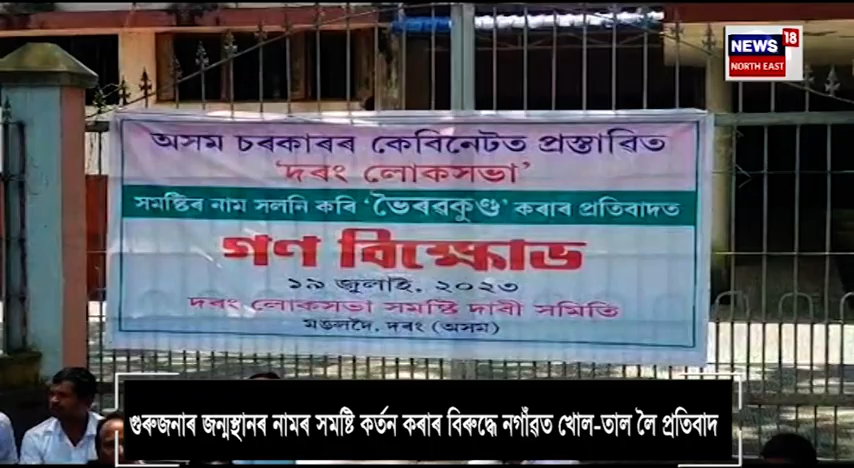 NEWS 18
NORTH EAST
অসম চৰকাৰৰ কেবিনেটত প্ৰস্তাৱিত
'দৰং লোকসভা'
সমষ্টিৰ নাম সলনি কৰি 'ভৈৰৱকুণ্ড' কৰাৰ প্ৰতিবাদত
গণ বিক্ষোভ
১৯ জুলাই, ২০২৩
দৰং লোকসভা সমষ্টি দাবী সমিতি
মঙলদৈ, দৰং (অসম)
গুৰুজনাৰ জন্মস্থানৰ নামৰ সমষ্টি কৰ্তন কৰাৰ বিৰুদ্ধে নগাঁৱত খোল-তাল লৈ প্ৰতিবাদ